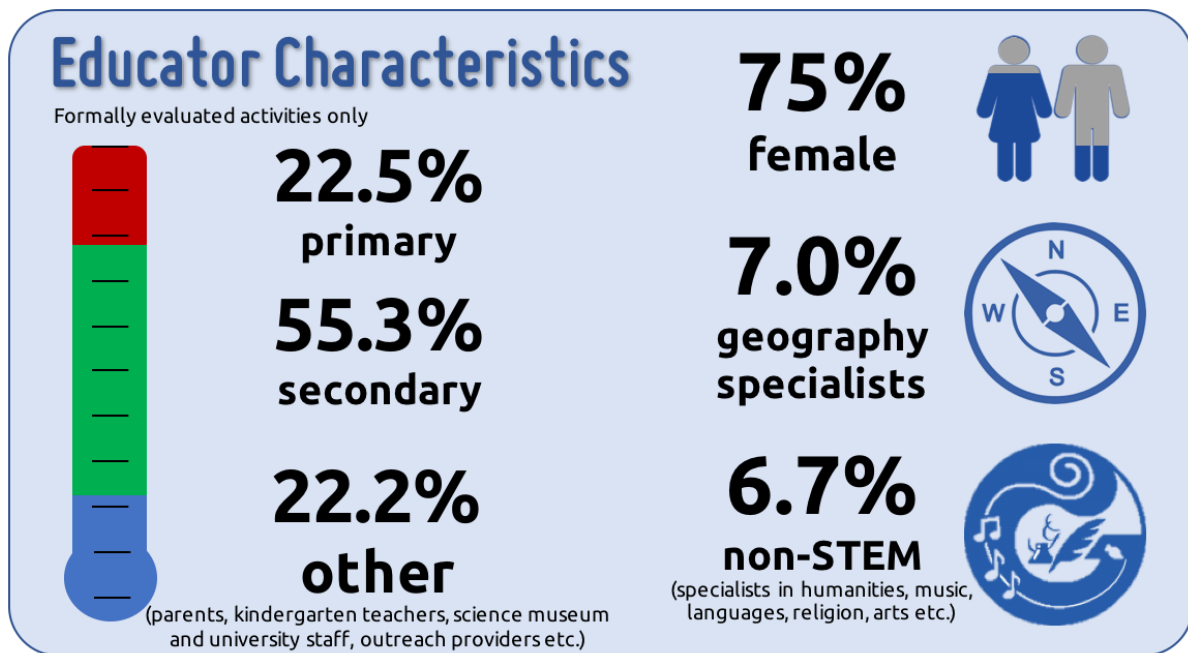 Educator Characteristics
Formally evaluated activities only
22.5%
primary
55.3%
secondary
22.2%
other
(parents, kindergarten teachers, science museum
and university staff, outreach providers etc.)
75%
female
7.0%
geography
specialists
N
W
E
S
6.7%
non-STEM
(specialists in humanities, music,
languages, religion, arts etc.)